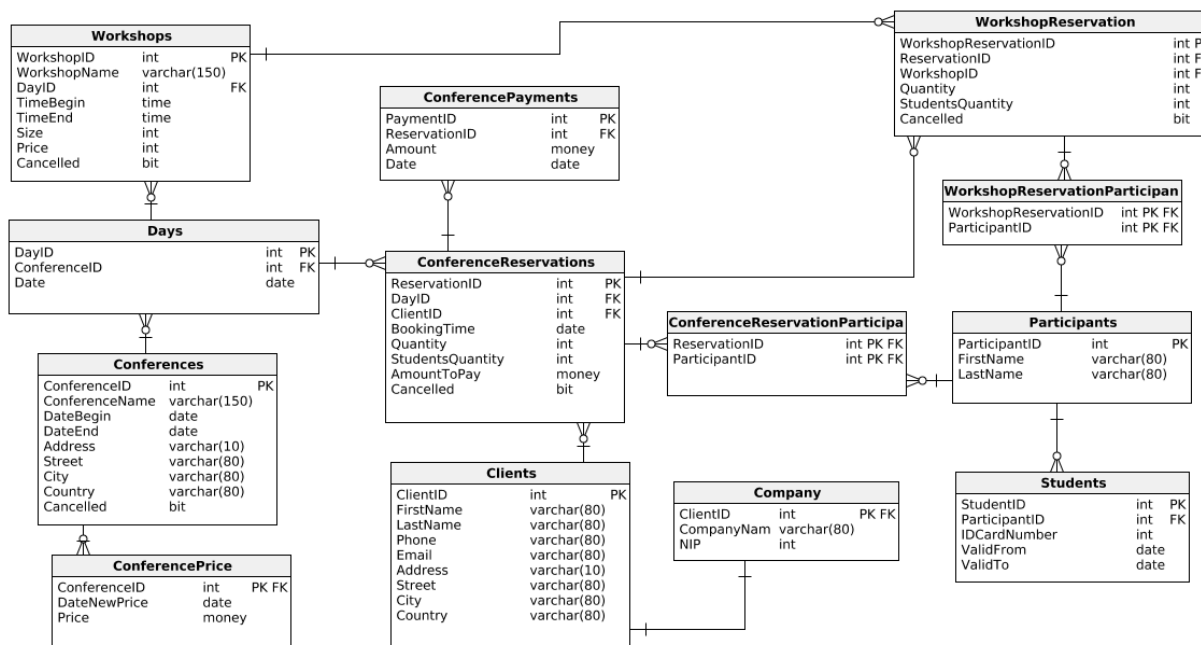 Workshops
WorkshopID int PK
WorkshopName varchar(150)
DayID int FK
TimeBegin time
TimeEnd time
Size int
Price int
Cancelled bit
WorkshopReservation
WorkshopReservationID int P
ReservationID int F
WorkshopID int F
Quantity int
StudentsQuantity int
Cancelled bit
ConferencePayments
PaymentID int PK
ReservationID int FK
Amount money
Date date
WorkshopReservationParticipan
WorkshopReservationID int PK FK
ParticipantID int PK FK
Days
DayID int PK
ConferenceID int FK
Date date
ConferenceReservations
ReservationID int PK
DayID int FK
ClientID int FK
BookingTime date
Quantity int
StudentsQuantity int
AmountToPay money
Cancelled bit
ConferenceReservationParticipa
ReservationID int PK FK
ParticipantID int PK FK
Participants
ParticipantID int PK
FirstName varchar(80)
LastName varchar(80)
Conferences
ConferenceID int PK
ConferenceName varchar(150)
DateBegin date
DateEnd date
Address varchar(10)
Street varchar(80)
City varchar(80)
Country varchar(80)
Cancelled bit
Clients
ClientID int PK
FirstName varchar(80)
LastName varchar(80)
Phone varchar(80)
Email varchar(80)
Address varchar(10)
Street varchar(80)
City varchar(80)
Country varchar(80)
Company
ClientID int PK FK
CompanyNam varchar(80)
NIP int
Students
StudentID int PK
ParticipantID int FK
IDCardNumber int
ValidFrom date
ValidTo date
ConferencePrice
ConferenceID int PK FK
DateNewPrice date
Price money